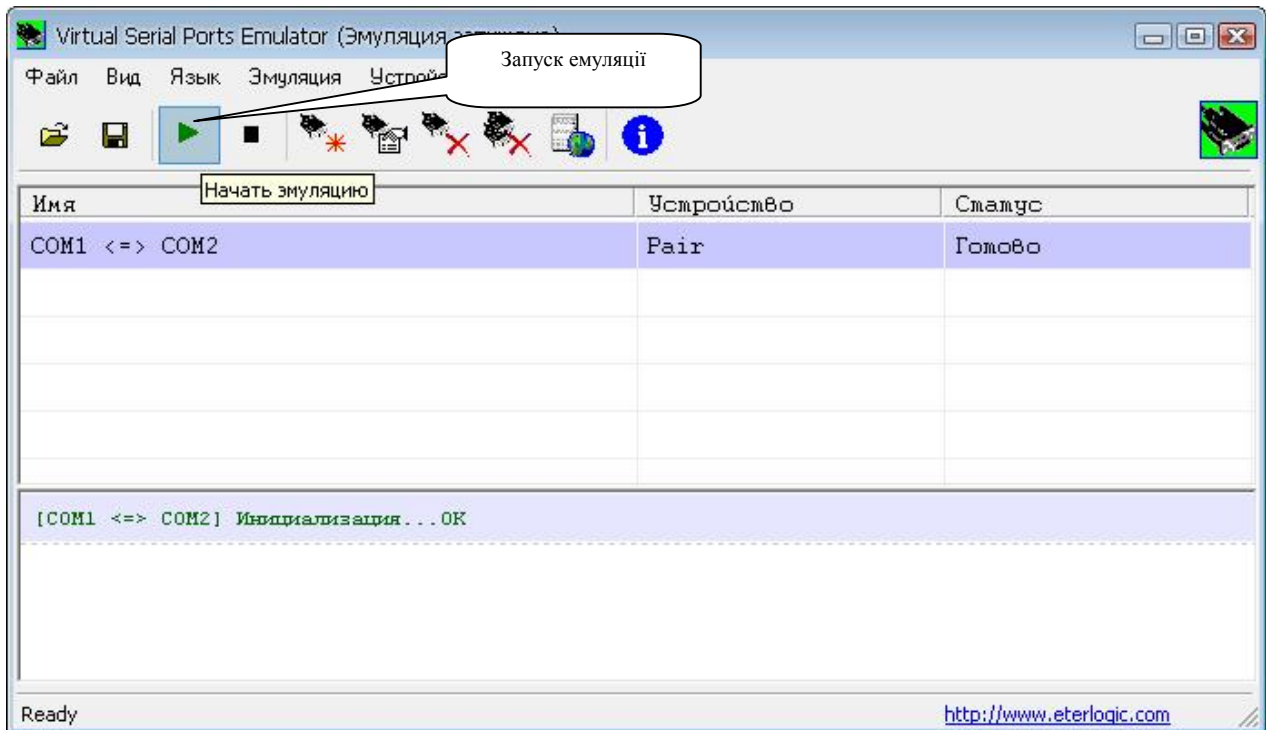 Virtual Serial Ports Emulator (Эмуляция
Запуск емуляції
Файл Вид Язык Эмуляция
Начать эмуляцию
Имя Устройство Статус
COM1 <=> COM2 Pair Готово
[COM1 <=> COM2] Инициализация...OK
Ready http://www.eterlogic.com